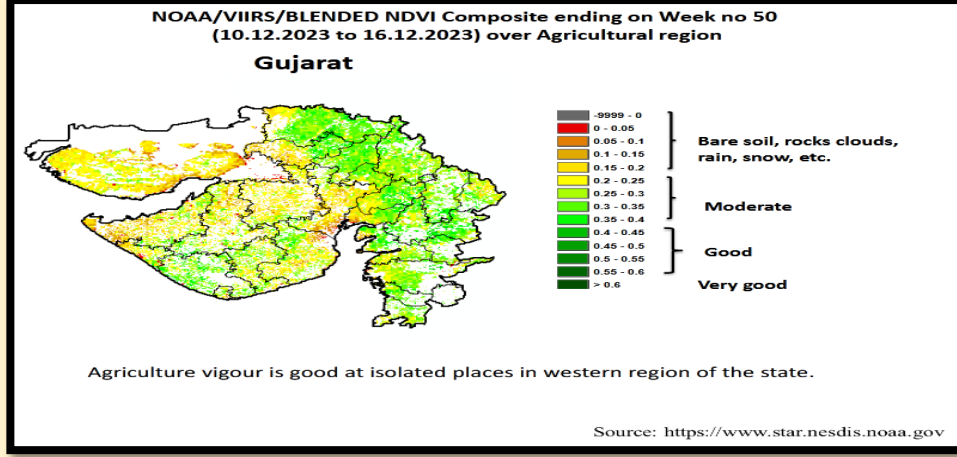 NOAA/VIIRS/BLENDED NDVI Composite ending on Week no 50
(10.12.2023 to 16.12.2023) over Agricultural region
Gujarat
-9999 - 0
0 - 0.05
0.05 - 0.1
0.1 - 0.15
0.15 - 0.2
0.2 - 0.25
0.25 - 0.3
0.3 - 0.35
0.35 - 0.4
0.4 - 0.45
0.45 - 0.5
0.5 - 0.55
0.55 - 0.6
> 0.6
Bare soil, rocks clouds,
rain, snow, etc.
Moderate
Good
Very good
Agriculture vigour is good at isolated places in western region of the state.
Source: https://www.star.nesdis.noaa.gov